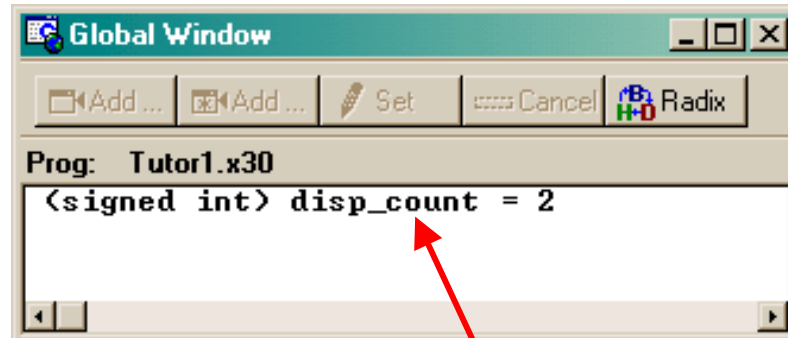 Global Window
Add ... Add ... Set Cancel Radix
Prog: Tutor1.x30
(signed int) disp_count = 2